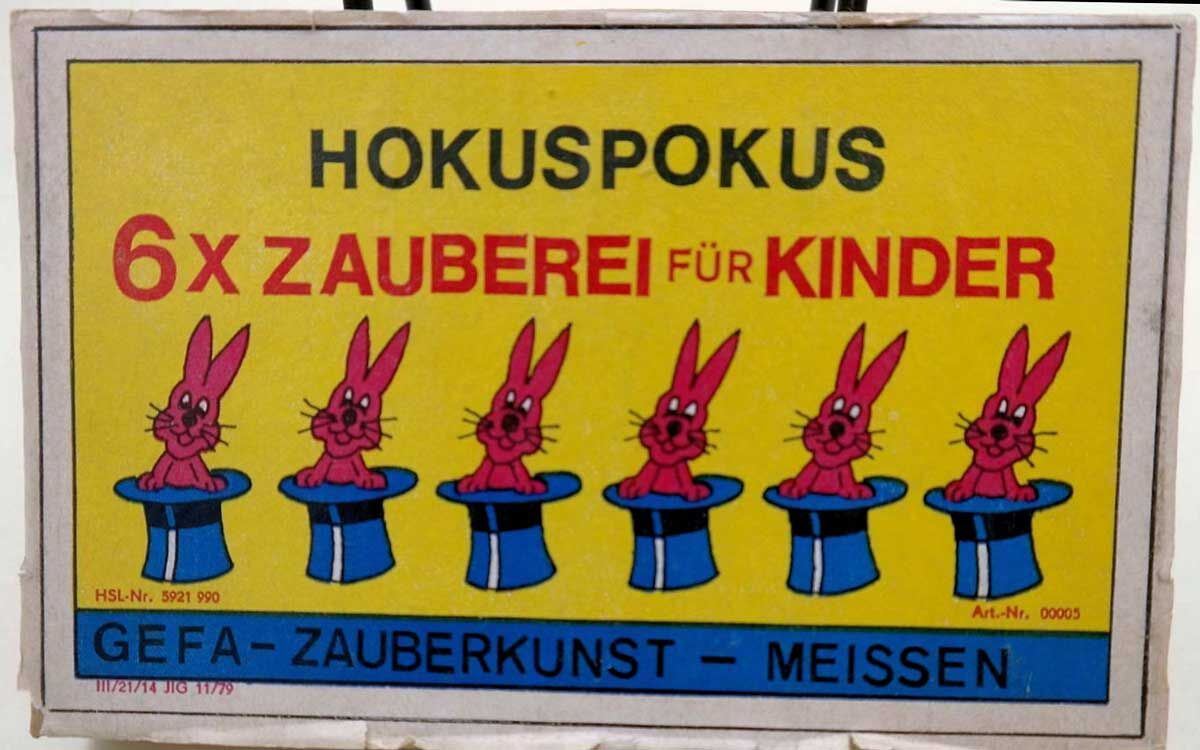 HOKUSPOKUS
6X ZAUBEREI FÜR KINDER
HSL-Nr. 5921 990
Art.-Nr. 00005
GEFA - ZAUBERKUNST - MEISSEN
III/21/14 JIG 11/79